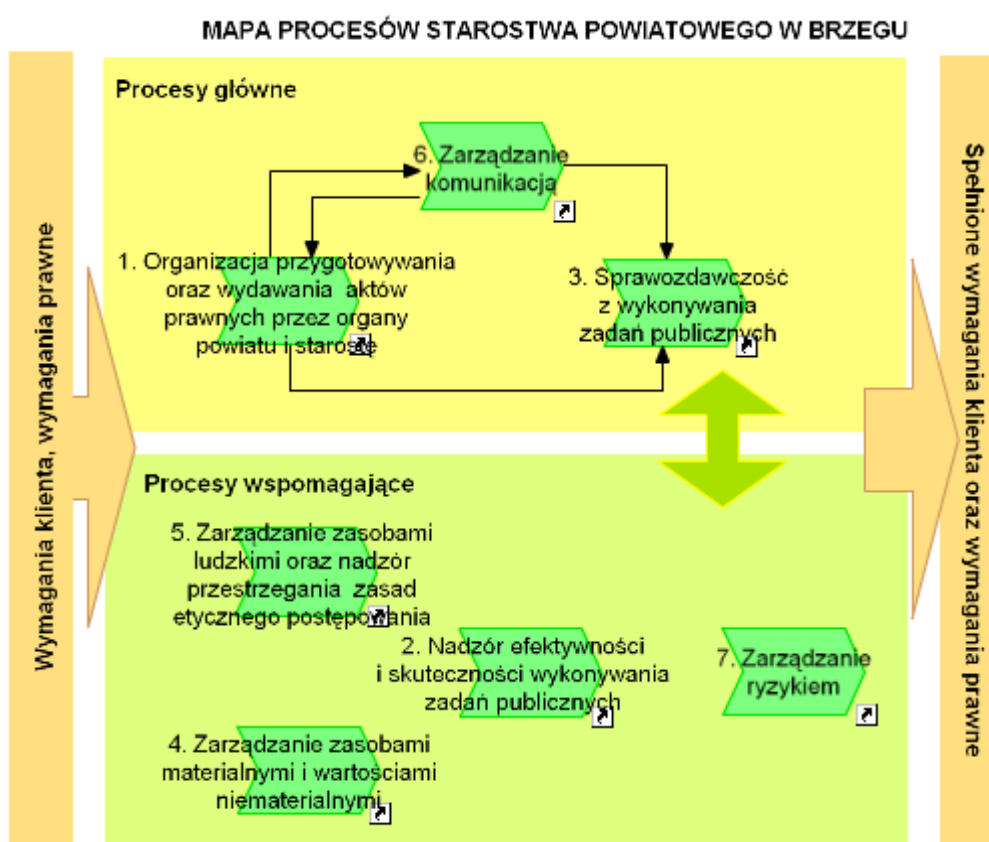 MAPA PROCESÓW STAROSTWA POWIATOWEGO W BRZEGU
Wymagania klienta, wymagania prawne
Procesy główne
6. Zarządzanie
komunikacją
1. Organizacja przygotowywania
oraz wydawania aktów
prawnych przez organy
powiatu i starostę
3. Sprawozdawczość
z wykonywania
zadań publicznych
Procesy wspomagające
5. Zarządzanie zasobami
ludzkimi oraz nadzór
przestrzegania zasad
etycznego postępowania
2. Nadzór efektywności
i skuteczności wykonywania
zadań publicznych
7. Zarządzanie
ryzykiem
4. Zarządzanie zasobami
materialnymi i wartościami
niematerialnymi
Spełnione wymagania klienta oraz wymagania prawne